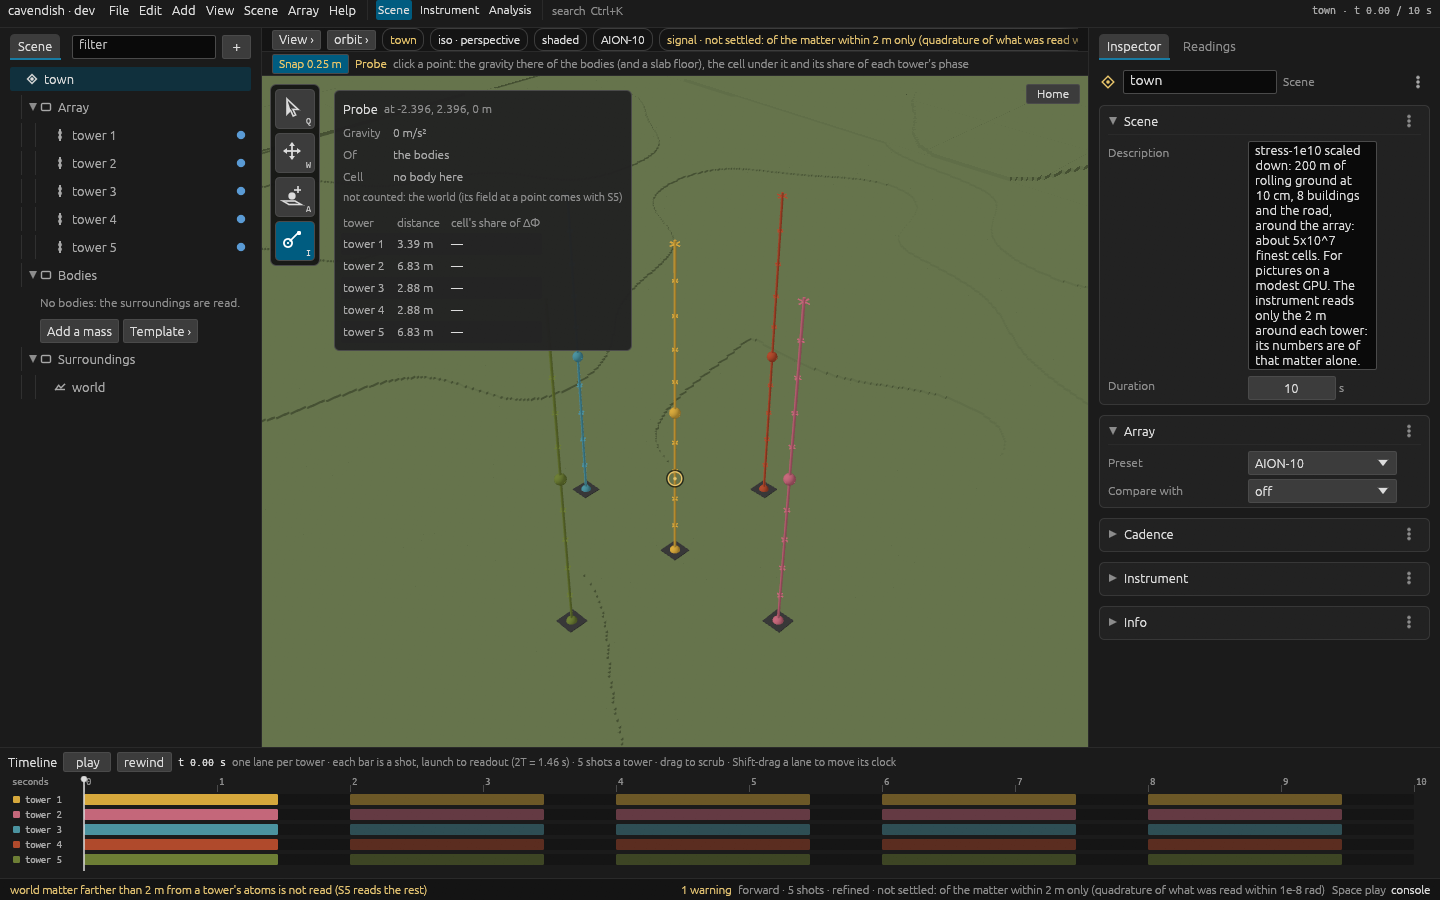 cavendish · dev File Edit Add View Scene Array Help Scene Instrument Analysis search Ctrl+K town · t 0.00 / 10 s
Scene filter +
town
Array
tower 1
tower 2
tower 3
tower 4
tower 5
Bodies
No bodies: the surroundings are read.
Add a mass Template ›
Surroundings
world
View › orbit › town iso · perspective shaded AION-10 signal · not settled: of the matter within 2 m only (quadrature of what was read w
Snap 0.25 m Probe click a point: the gravity there of the bodies (and a slab floor), the cell under it and its share of each tower's phase
Q
W
A
I
Home
Probe at -2.396, 2.396, 0 m
Gravity 0 m/s²
Of the bodies
Cell no body here
not counted: the world (its field at a point comes with S5)
tower distance cell's share of ΔΦ
tower 1 3.39 m —
tower 2 6.83 m —
tower 3 2.88 m —
tower 4 2.88 m —
tower 5 6.83 m —
Inspector Readings
town Scene
Scene
Description
stress-1e10 scaled
down: 200 m of
rolling ground at
10 cm, 8 buildings
and the road,
around the array:
about 5x10^7
finest cells. For
pictures on a
modest GPU. The
instrument reads
only the 2 m
around each tower:
its numbers are of
that matter alone.
Duration 10 s
Array
Preset AION-10
Compare with off
Cadence
Instrument
Info
Timeline play rewind t 0.00 s one lane per tower · each bar is a shot, launch to readout (2T = 1.46 s) · 5 shots a tower · drag to scrub · Shift-drag a lane to move its clock
seconds 0 1 2 3 4 5 6 7 8 9 10
tower 1
tower 2
tower 3
tower 4
tower 5
world matter farther than 2 m from a tower's atoms is not read (S5 reads the rest) 1 warning forward · 5 shots · refined · not settled: of the matter within 2 m only (quadrature of what was read within 1e-8 rad) Space play console